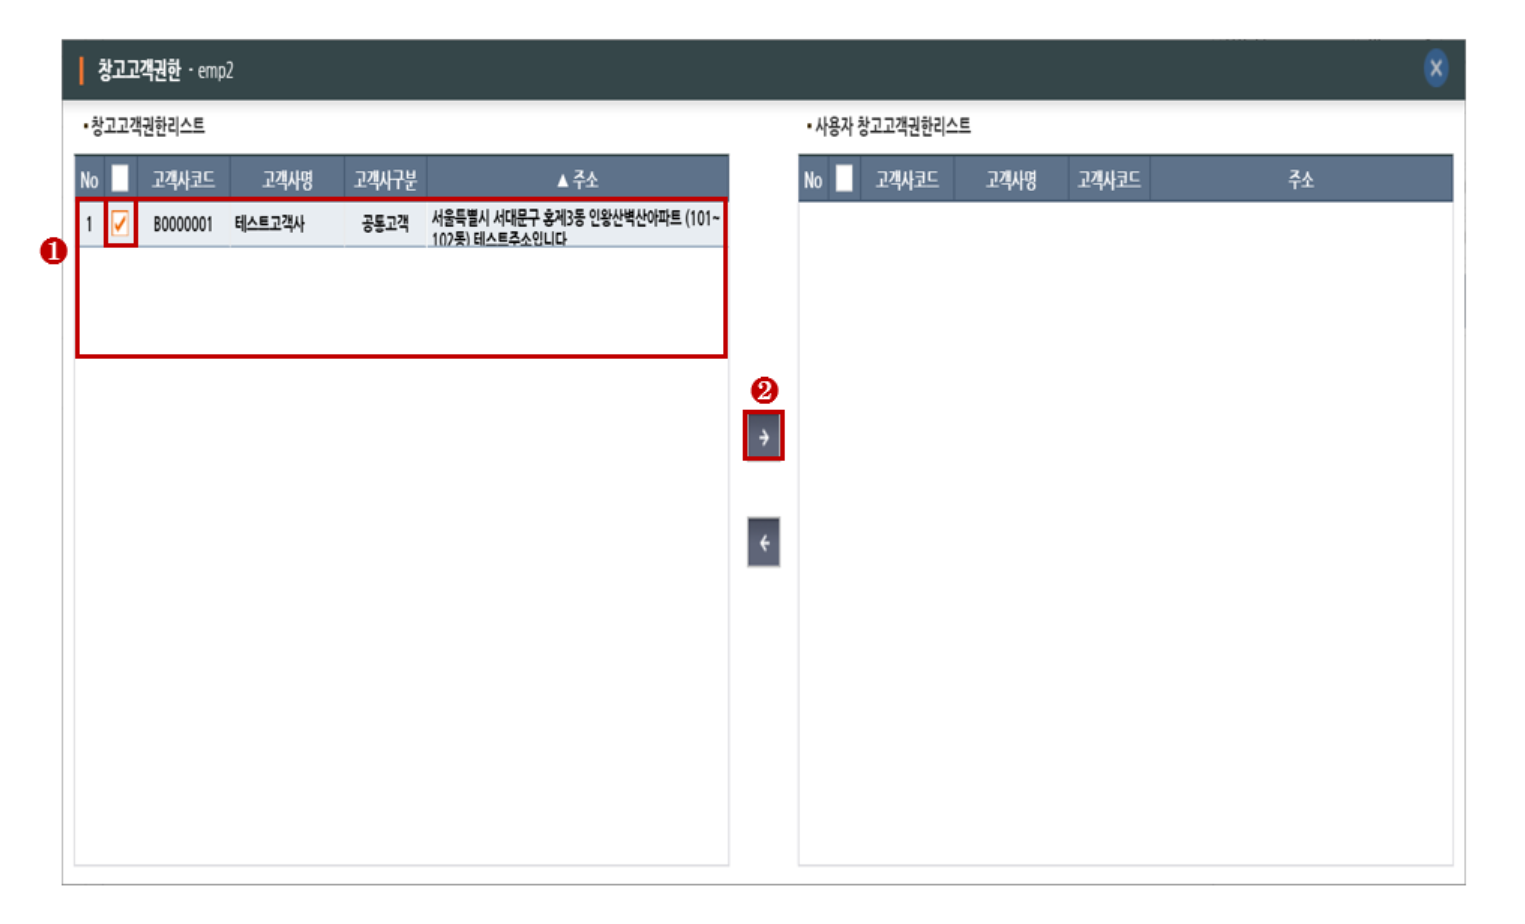 창고고객권한 - emp2
•창고고객권한리스트
No 고객사코드 고객사명 고객사구분 ▲주소
1 B0000001 테스트고객사 공통고객 서울특별시 서대문구 홍제3동 인왕산벽산아파트 (101~
102동) 테스트주소입니다
❶
❷
•사용자 창고고객권한리스트
No 고객사코드 고객사명 고객사코드 주소